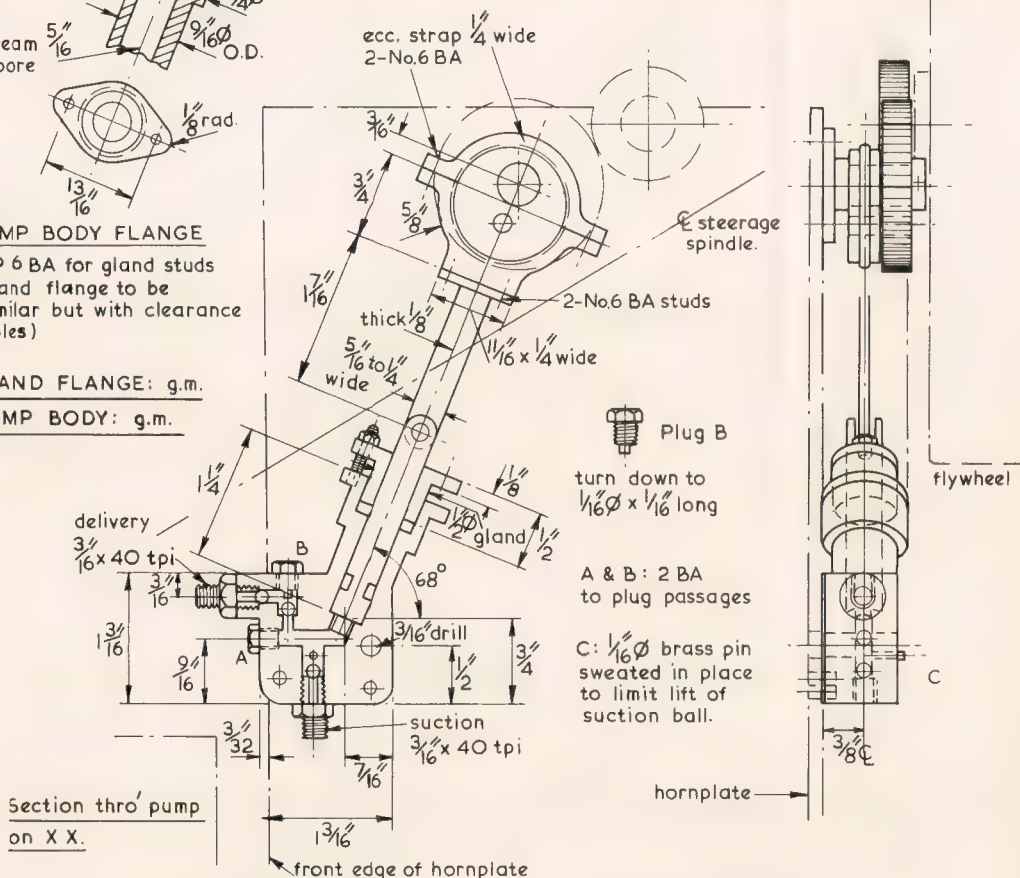 5/16"
9/16"Ø
O.D.
bore
1/8" rad.
13/16"
MP BODY FLANGE
P 6 BA for gland studs
and flange to be
milar but with clearance
les)
AND FLANGE: g.m.
MP BODY: g.m.
ecc. strap 1/4" wide
2-No.6 BA
3/16"
3/4"
5/8"
1 7/16"
℄ steerage
spindle.
2-No.6 BA studs
thick 1/8"
11/16" x 1/4" wide
5/16" to 1/4"
wide
Plug B
turn down to
1/16"Ø x 1/16" long
1 1/4"
1/8"
1/2"Ø
gland
1/2"
delivery
3/16" x 40 tpi
B
3/16"
68°
A & B: 2 BA
to plug passages
1 3/16"
3/16" drill
A
9/16"
1/2"
3/4"
C: 1/16"Ø brass pin
sweated in place
to limit lift of
suction ball.
suction
3/16" x 40 tpi
3/32"
7/16"
1 3/16"
front edge of hornplate
Section thro' pump
on X X.
flywheel
C
3/8" ℄
hornplate